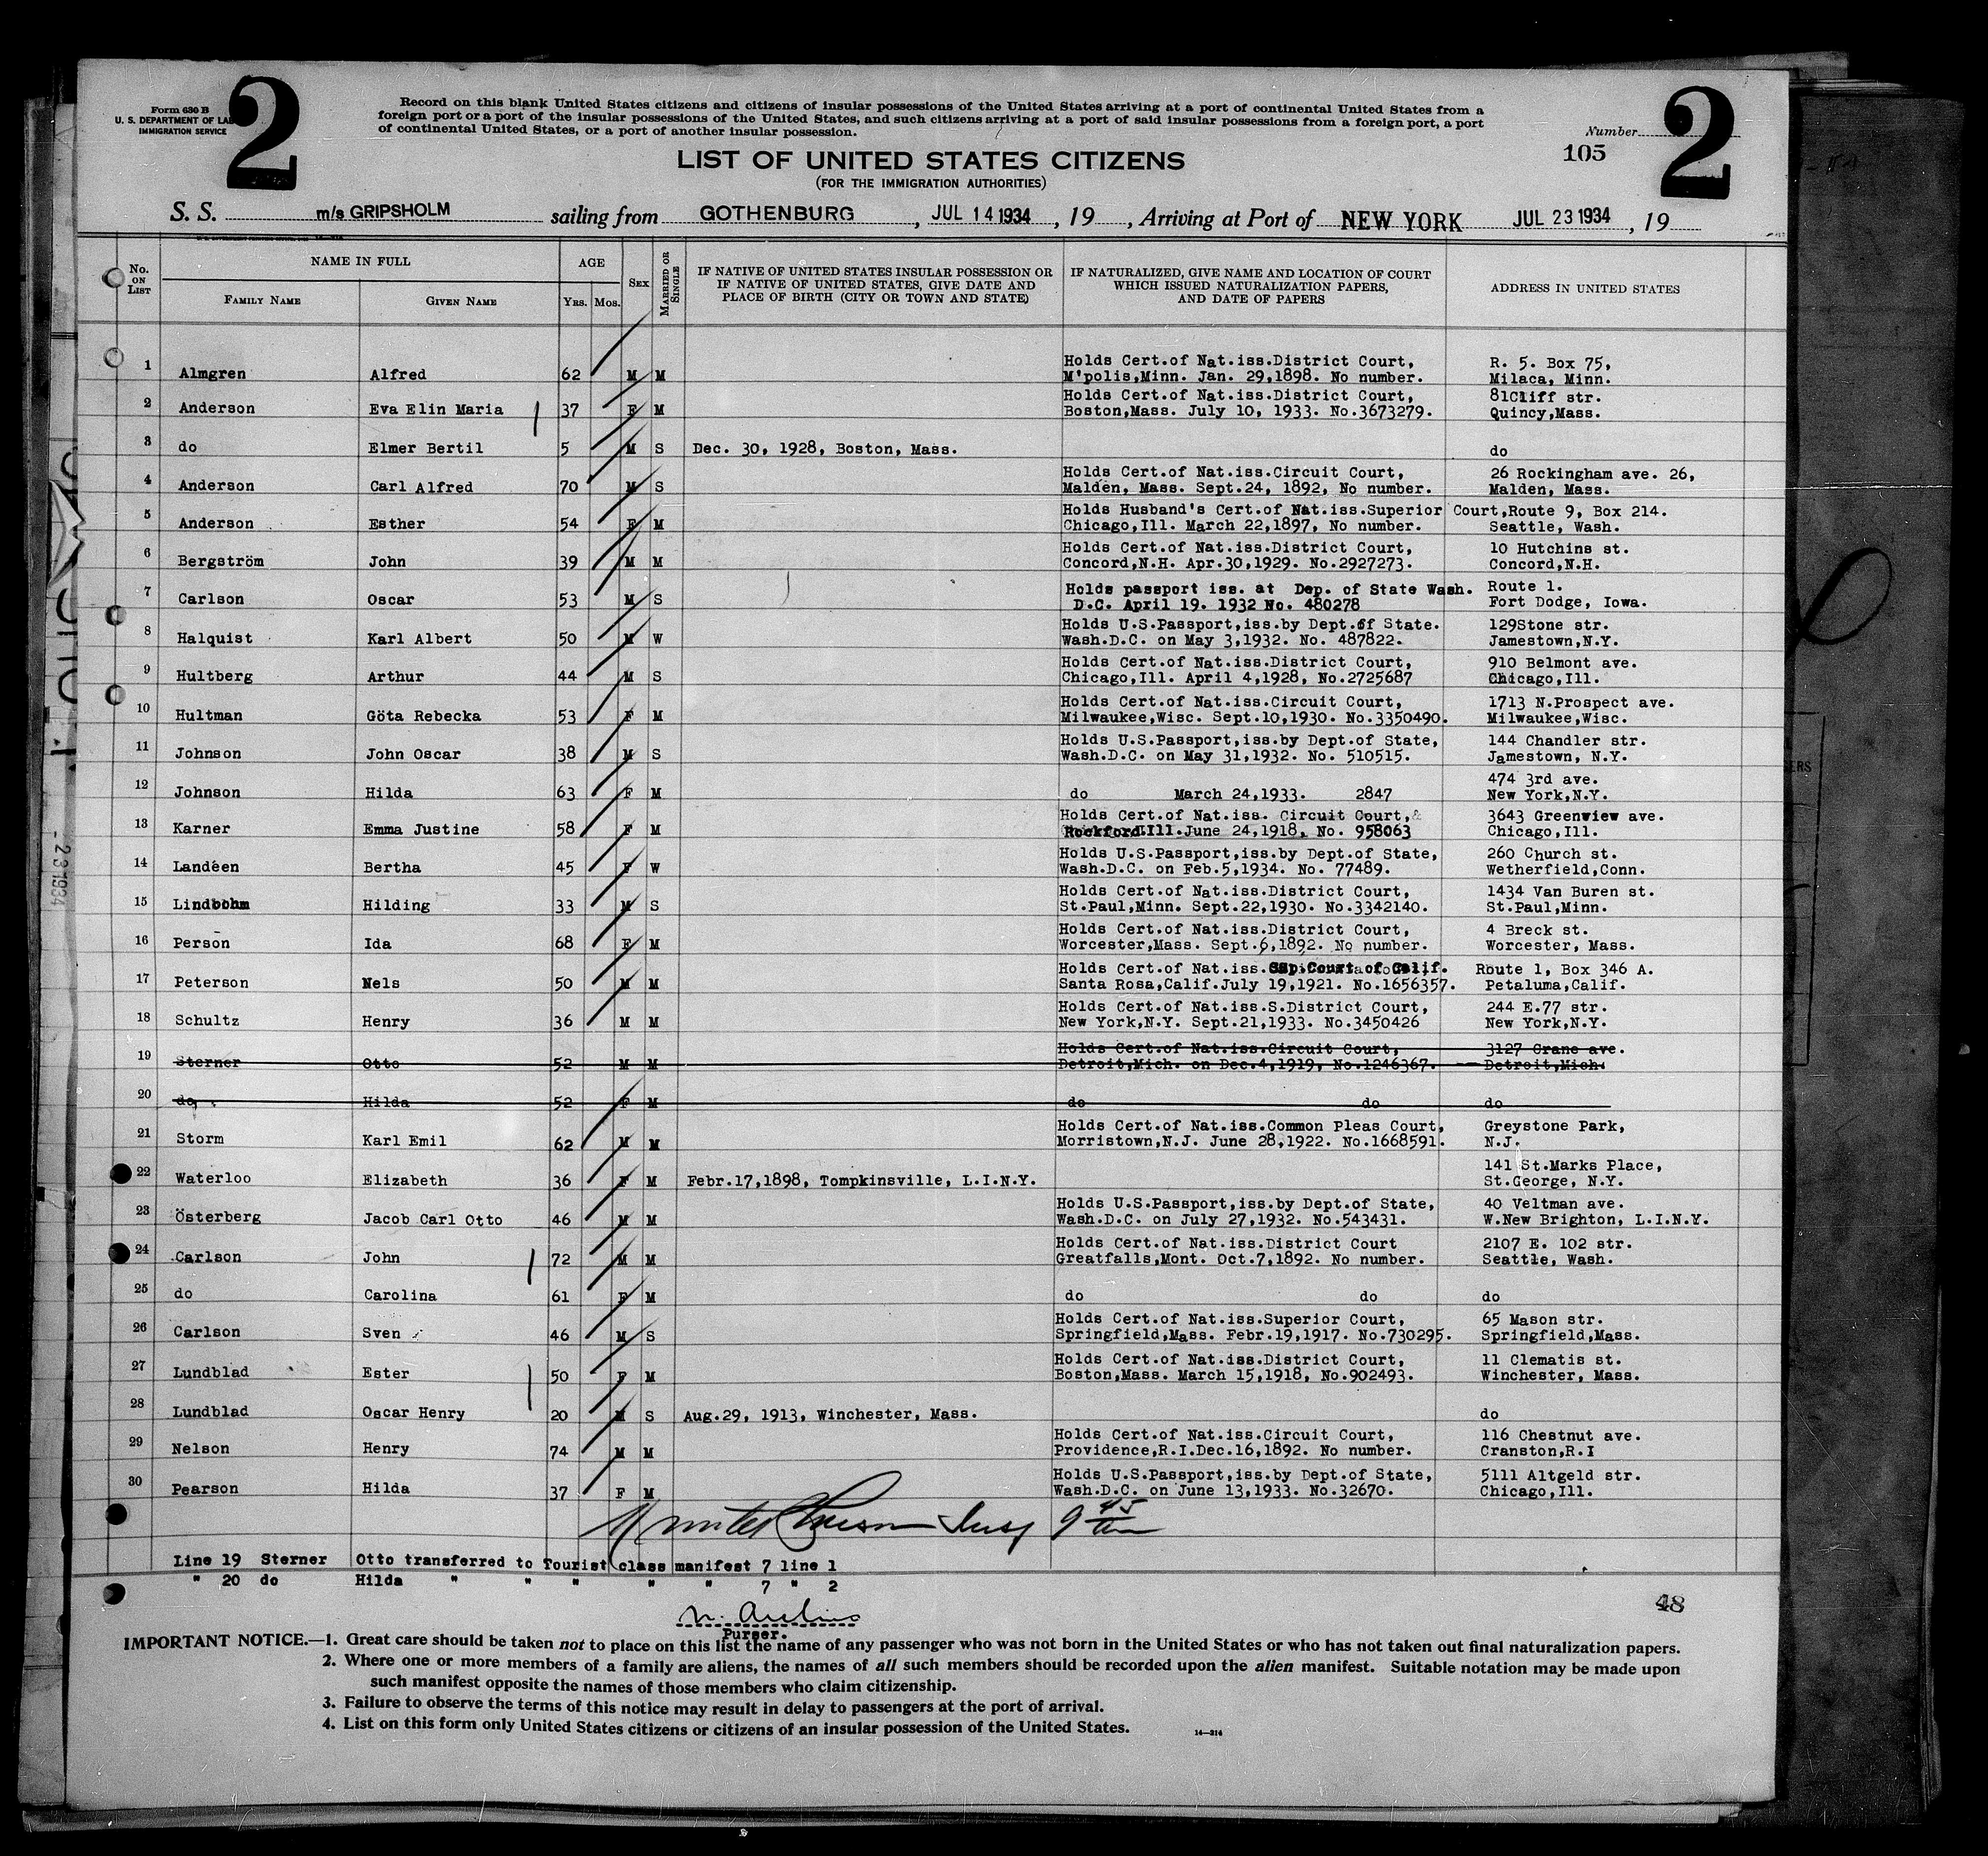 2
2
Form 630 B
U. S. DEPARTMENT OF LAB
IMMIGRATION SERVICE
Record on this blank United States citizens and citizens of insular possessions of the United States arriving at a port of continental United States from a
foreign port or a port of the insular possessions of the United States, and such citizens arriving at a port of said insular possessions from a foreign port, a port
of continental United States, or a port of another insular possession.
Number
105
LIST OF UNITED STATES CITIZENS
(FOR THE IMMIGRATION AUTHORITIES)
S. S. m/s GRIPSHOLM sailing from GOTHENBURG, JUL 14 1934, 19 , Arriving at Port of NEW YORK JUL 23 1934, 19
No. ON LIST
NAME IN FULL
FAMILY NAME
GIVEN NAME
AGE
YRS. MOS.
SEX
MARRIED OR SINGLE
IF NATIVE OF UNITED STATES INSULAR POSSESSION OR
IF NATIVE OF UNITED STATES, GIVE DATE AND
PLACE OF BIRTH (CITY OR TOWN AND STATE)
IF NATURALIZED, GIVE NAME AND LOCATION OF COURT
WHICH ISSUED NATURALIZATION PAPERS,
AND DATE OF PAPERS
ADDRESS IN UNITED STATES
Holds Cert.of Nat.iss.District Court, R. 5. Box 75,
1 Almgren Alfred 62 M M M'polis,Minn. Jan. 29,1898. No number. Milaca, Minn.
Holds Cert.of Nat.iss.District Court, 81Cliff str.
2 Anderson Eva Elin Maria 37 F M Boston,Mass. July 10, 1933. No.3673279. Quincy,Mass.
3 do Elmer Bertil 5 M S Dec. 30, 1928, Boston, Mass. do
Holds Cert.of Nat.iss.Circuit Court, 26 Rockingham ave. 26,
4 Anderson Carl Alfred 70 M S Malden, Mass. Sept.24, 1892, No number. Malden, Mass.
Holds Husband's Cert.of Nat.iss.Superior Court,Route 9, Box 214.
5 Anderson Esther 54 F M Chicago,Ill. March 22,1897, No number. Seattle, Wash.
Holds Cert.of Nat.iss.District Court, 10 Hutchins st.
6 Bergström John 39 M M Concord,N.H. Apr.30,1929. No.2927273. Concord,N.H.
Holds passport iss. at Dep. of State Wash. Route 1.
7 Carlson Oscar 53 M S D.C. April 19. 1932 No. 480278 Fort Dodge, Iowa.
Holds U.S.Passport,iss.by Dept.of State. 129Stone str.
8 Halquist Karl Albert 50 M W Wash.D.C. on May 3,1932. No. 487822. Jamestown,N.Y.
Holds Cert.of Nat.iss.District Court, 910 Belmont ave.
9 Hultberg Arthur 44 M S Chicago,Ill. April 4,1928, No.2725687 Chicago,Ill.
Holds Cert.of Nat.iss.Circuit Court, 1713 N.Prospect ave.
10 Hultman Göta Rebecka 53 F M Milwaukee,Wisc. Sept.10,1930. No.3350490. Milwaukee,Wisc.
Holds U.S.Passport,iss.by Dept.of State, 144 Chandler str.
11 Johnson John Oscar 38 M S Wash.D.C. on May 31,1932. No. 510515. Jamestown, N.Y.
474 3rd ave.
12 Johnson Hilda 63 F M do March 24,1933. 2847 New York,N.Y.
Holds Cert.of Nat.iss. Circuit Court, 3643 Greenview ave.
13 Karner Emma Justine 58 F M Rockford.Ill.June 24,1918, No. 958063 Chicago,Ill.
Holds U.S.Passport,iss.by Dept.of State, 260 Church st.
14 Landeen Bertha 45 F W Wash.D.C. on Feb.5,1934. No. 77489. Wetherfield,Conn.
Holds Cert.of Nat.iss.District Court, 1434 Van Buren st.
15 Lindbohm Hilding 33 M S St.Paul,Minn. Sept.22,1930. No.3342140. St.Paul,Minn.
Holds Cert.of Nat.iss.District Court, 4 Breck st.
16 Person Ida 68 F M Worcester,Mass. Sept.6,1892. No number. Worcester, Mass.
Holds Cert.of Nat.iss. Court of Calif. Route 1, Box 346 A.
17 Peterson Nels 50 M M Santa Rosa,Calif.July 19,1921. No.1656357. Petaluma,Calif.
Holds Cert.of Nat.iss.S.District Court, 244 E.77 str.
18 Schultz Henry 36 M M New York,N.Y. Sept.21,1933. No.3450426 New York,N.Y.
Holds Cert.of Nat.iss.Circuit Court, 3127 Crane ave.
19 Sterner Otto 52 M M Detroit,Mich. on Dec.4,1919, No.1246367. Detroit,Mich.
20 do Hilda 52 F M do do do
Holds Cert.of Nat.iss.Common Pleas Court, Greystone Park,
21 Storm Karl Emil 62 M M Morristown,N.J. June 28,1922. No.1668591. N.J.
141 St.Marks Place,
22 Waterloo Elizabeth 36 F M Febr.17,1898, Tompkinsville, L.I.N.Y. St.George, N.Y.
Holds U.S.Passport,iss.by Dept.of State, 40 Veltman ave.
23 Österberg Jacob Carl Otto 46 M M Wash.D.C. on July 27,1932. No.543431. W.New Brighton, L.I.N.Y.
Holds Cert.of Nat.iss.District Court 2107 E. 102 str.
24 Carlson John 72 M M Greatfalls,Mont. Oct.7,1892. No number. Seattle, Wash.
25 do Carolina 61 F M do do do
Holds Cert.of Nat.iss.Superior Court, 65 Mason str.
26 Carlson Sven 46 M S Springfield,Mass. Febr.19,1917. No.730295. Springfield,Mass.
Holds Cert.of Nat.iss.District Court, 11 Clematis st.
27 Lundblad Ester 50 F M Boston,Mass. March 15,1918, No.902493. Winchester, Mass.
28 Lundblad Oscar Henry 20 M S Aug.29, 1913, Winchester, Mass. do
Holds Cert.of Nat.iss.Circuit Court, 116 Chestnut ave.
29 Nelson Henry 74 M M Providence,R.I.Dec.16,1892. No number. Cranston,R.I
Holds U.S.Passport,iss.by Dept.of State, 5111 Altgeld str.
30 Pearson Hilda 37 F M Wash.D.C. on June 13,1933. No.32670. Chicago,Ill.
9 45
Line 19 Sterner Otto transferred to Tourist class manifest 7 line 1
" 20 do Hilda " " " " " 7 " 2
48
Purser.
IMPORTANT NOTICE.—1. Great care should be taken not to place on this list the name of any passenger who was not born in the United States or who has not taken out final naturalization papers.
2. Where one or more members of a family are aliens, the names of all such members should be recorded upon the alien manifest. Suitable notation may be made upon
such manifest opposite the names of those members who claim citizenship.
3. Failure to observe the terms of this notice may result in delay to passengers at the port of arrival.
4. List on this form only United States citizens or citizens of an insular possession of the United States.
14—314